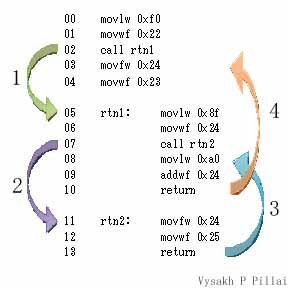 00 movlw 0xf0
01 movwf 0x22
02 call rtn1
03 movfw 0x24
04 movwf 0x23
1
4
05 rtn1: movlw 0x8f
06 movwf 0x24
07 call rtn2
08 movlw 0xa0
09 addwf 0x24
10 return
2
3
11 rtn2: movfw 0x24
12 movwf 0x25
13 return
Vysakh P Pillai